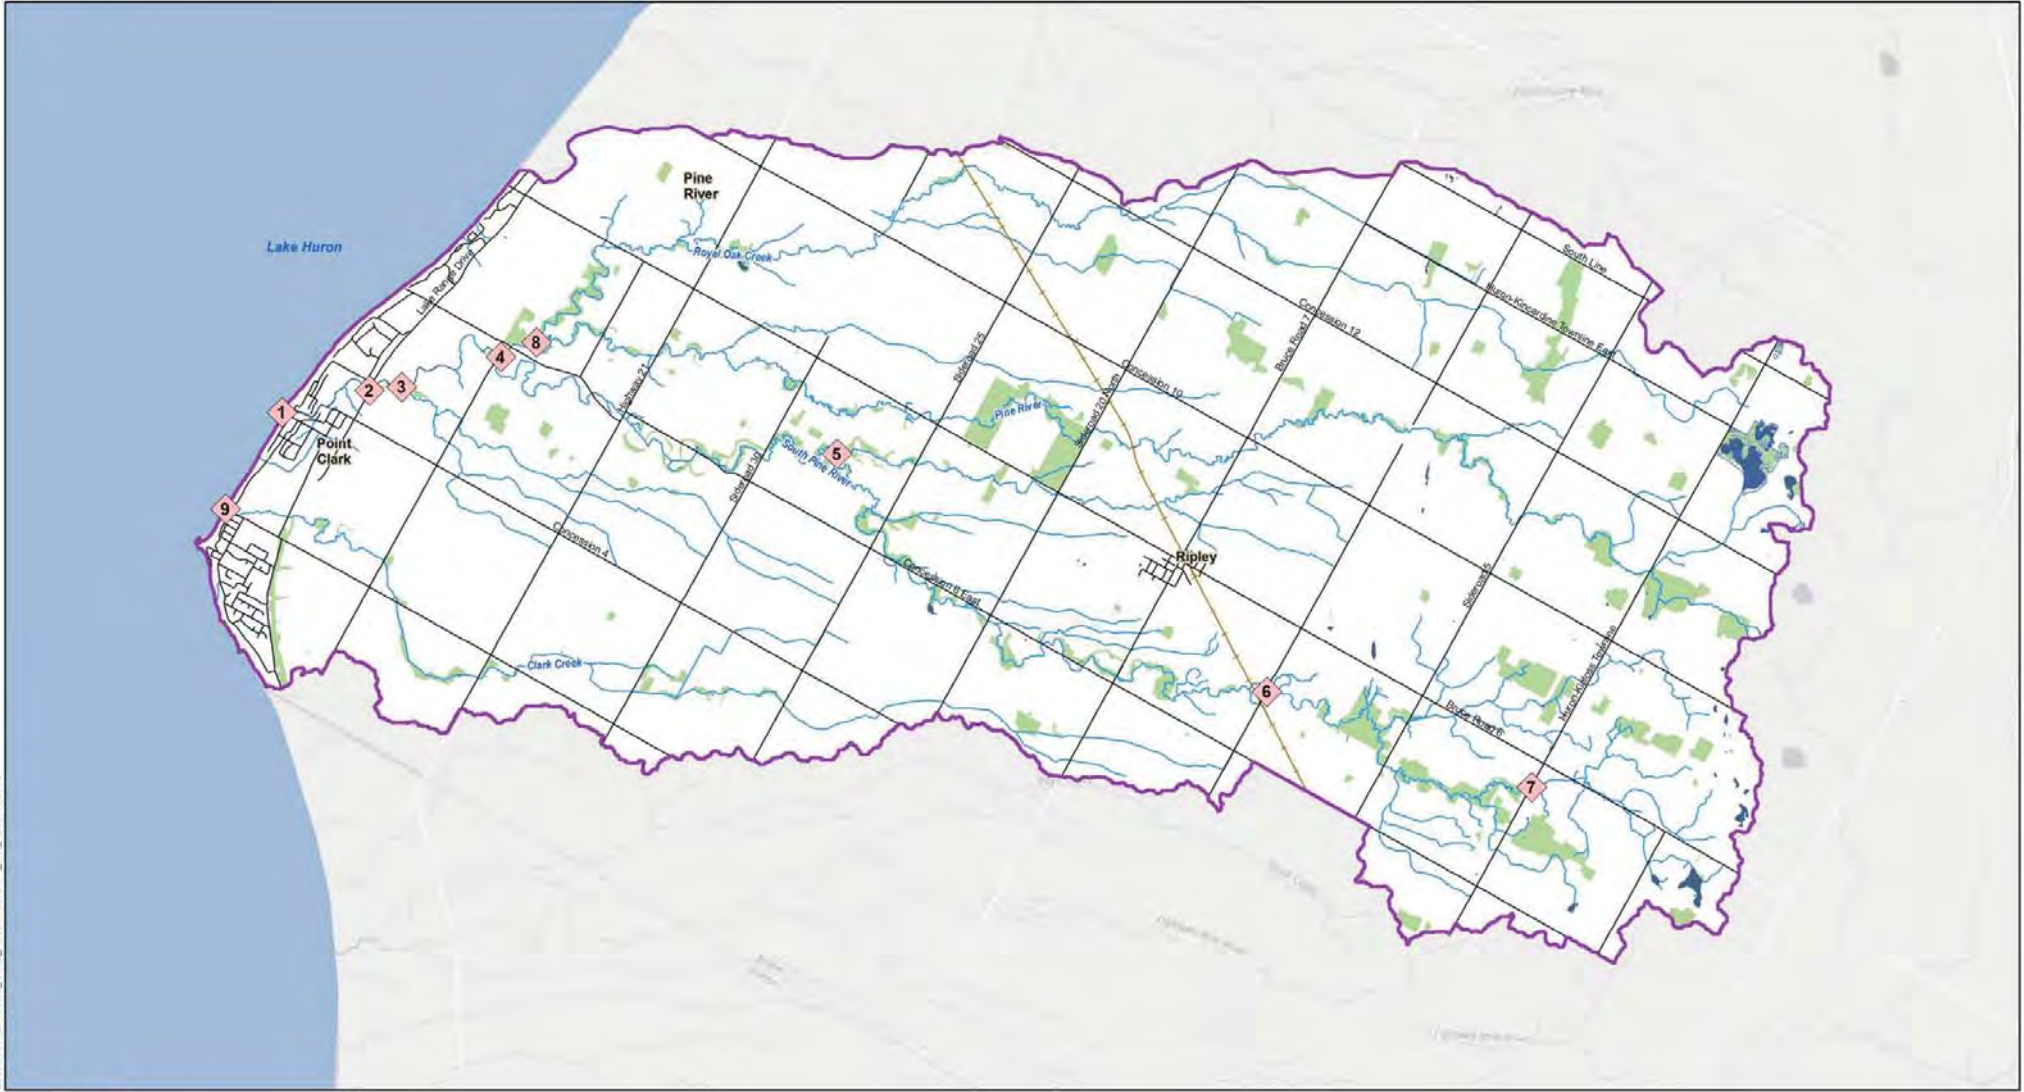 Pine
River
Lake Huron
Royal Oak Creek
South Line
Lake Range Drive
Huron-Kincardine Townline East
Concession 12
Bruce Road 7
8
4
Sideroad 25
Concession 10
2
3
Highway 21
Sideroad 20 North
1
Pine River
Point
Clark
South Pine River
5
Sideroad 30
9
Concession 4
Ripley
Concession 6 East
Sideroad 5
Clark Creek
Huron-Kinloss Townline
6
Bruce Road 6
7